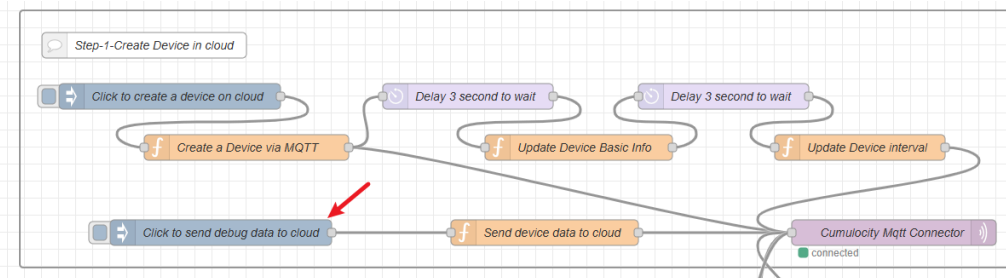 Step-1-Create Device in cloud
Click to create a device on cloud
Delay 3 second to wait
Delay 3 second to wait
Create a Device via MQTT
Update Device Basic Info
Update Device interval
Click to send debug data to cloud
Send device data to cloud
Cumulocity Mqtt Connector
connected